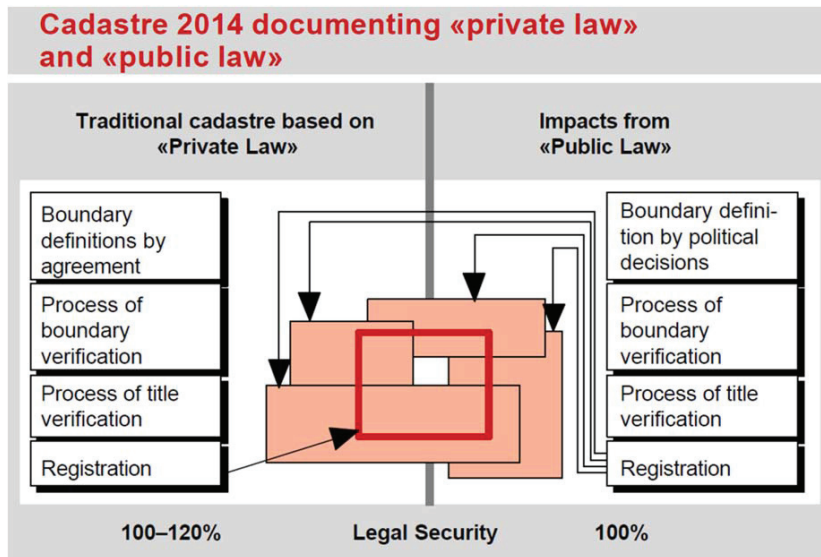 Cadastre 2014 documenting «private law»
and «public law»
Traditional cadastre based on
«Private Law»
Impacts from
«Public Law»
Boundary
definitions by
agreement
Process of
boundary
verification
Process of title
verification
Registration
Boundary defini-
tion by political
decisions
Process of
boundary
verification
Process of title
verification
Registration
100–120%
Legal Security
100%